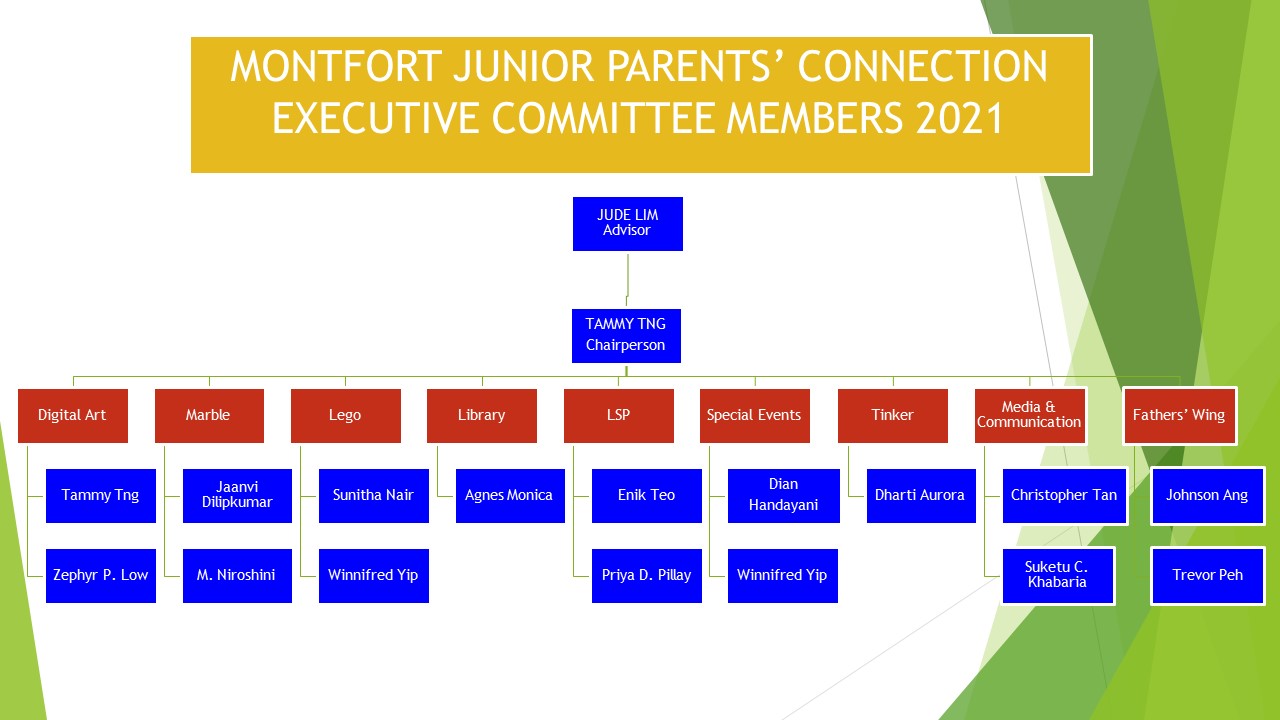 MONTFORT JUNIOR PARENTS’ CONNECTION
EXECUTIVE COMMITTEE MEMBERS 2021
JUDE LIM
Advisor
TAMMY TNG
Chairperson
Digital Art
Marble
Lego
Library
LSP
Special Events
Tinker
Media &
Communication
Fathers’ Wing
Tammy Tng
Jaanvi
Dilipkumar
Sunitha Nair
Agnes Monica
Enik Teo
Dian
Handayani
Dharti Aurora
Christopher Tan
Johnson Ang
Zephyr P. Low
M. Niroshini
Winnifred Yip
Priya D. Pillay
Winnifred Yip
Suketu C.
Khabaria
Trevor Peh